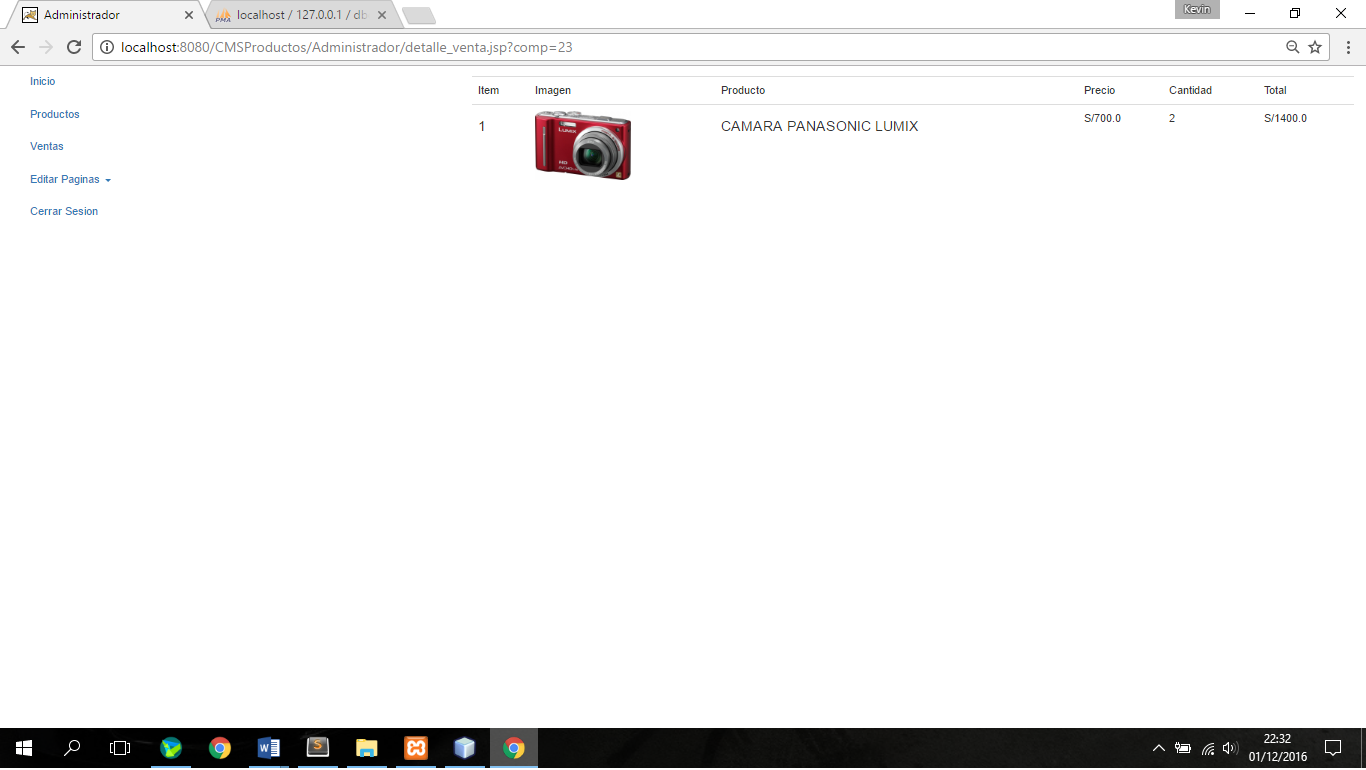 Administrador
localhost / 127.0.0.1 / db
Kevin
localhost:8080/CMSProductos/Administrador/detalle_venta.jsp?comp=23
Inicio
Productos
Ventas
Editar Paginas
Cerrar Sesion
Item Imagen Producto Precio Cantidad Total
1 LUMIX CAMARA PANASONIC LUMIX S/700.0 2 S/1400.0
22:32
01/12/2016